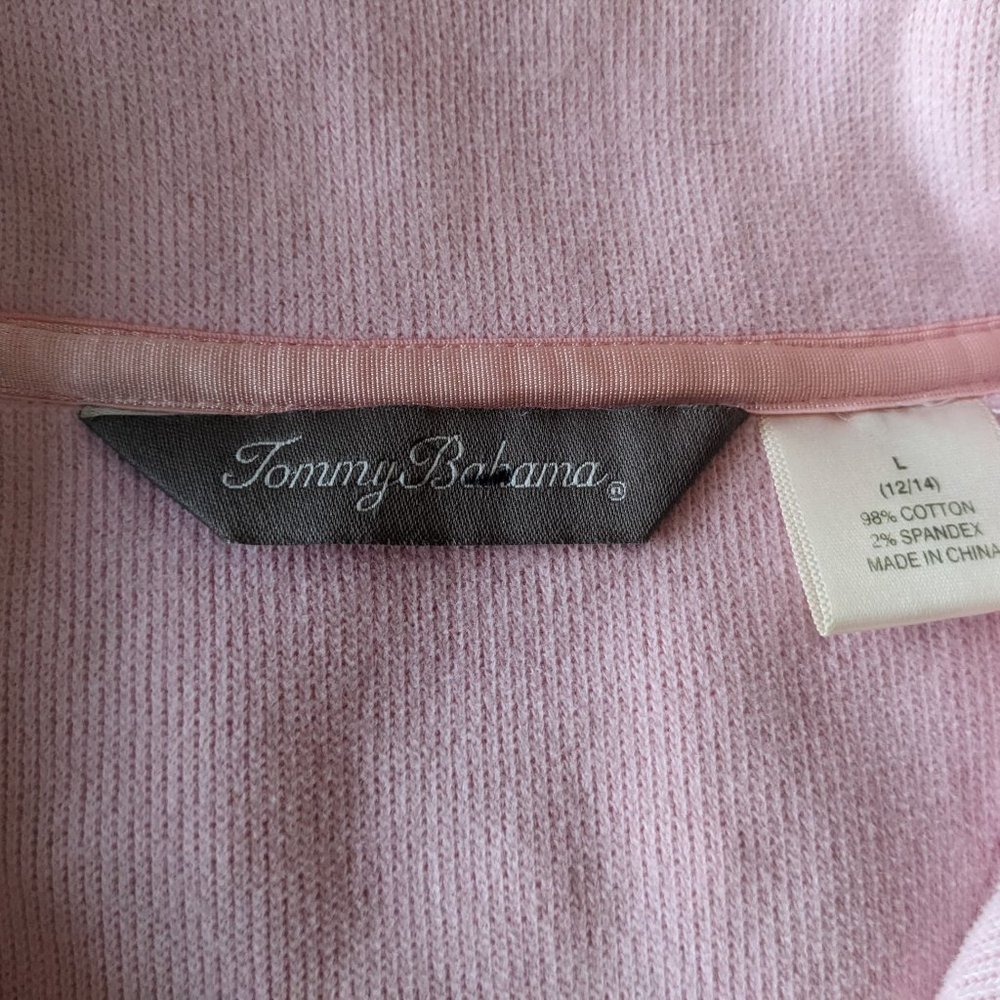 Tommy Bahama®
L
(12/14)
98% COTTON
2% SPANDEX
MADE IN CHINA